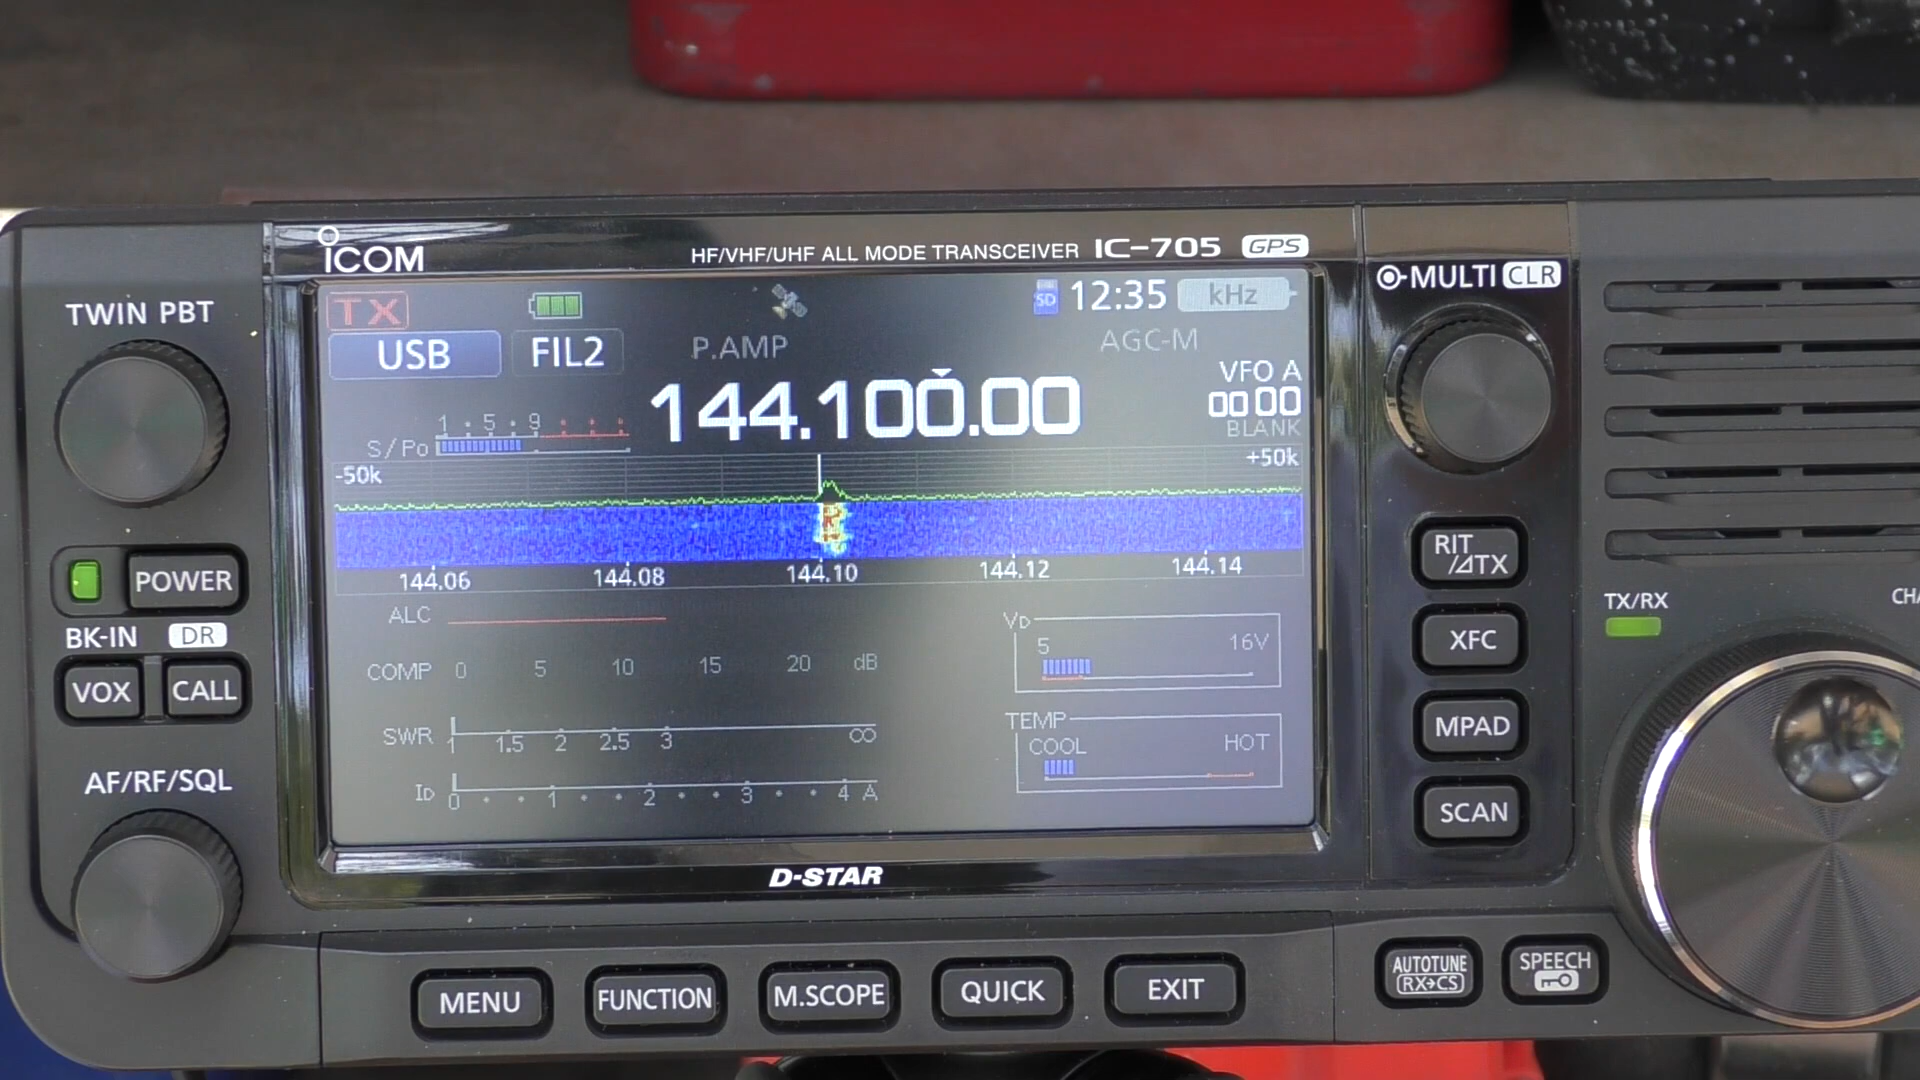 ICOM
HF/VHF/UHF ALL MODE TRANSCEIVER IC-705 GPS
MULTI CLR
TWIN PBT
TX
SD 12:35 kHz
USB FIL2 P.AMP AGC-M
144.100.00
VFO A
00 00
BLANK
1 5 9
S/Po
-50k +50k
144.06 144.08 144.10 144.12 144.14
ALC
COMP 0 5 10 15 20 dB
SWR 1 1.5 2 2.5 3 ∞
ID 0 1 2 3 4 A
VD
5 16V
TEMP
COOL HOT
POWER
BK-IN DR
VOX CALL
AF/RF/SQL
RIT
/⊿TX
XFC
MPAD
SCAN
TX/RX CHA
D-STAR
MENU FUNCTION M.SCOPE QUICK EXIT
AUTOTUNE
RX→CS
SPEECH